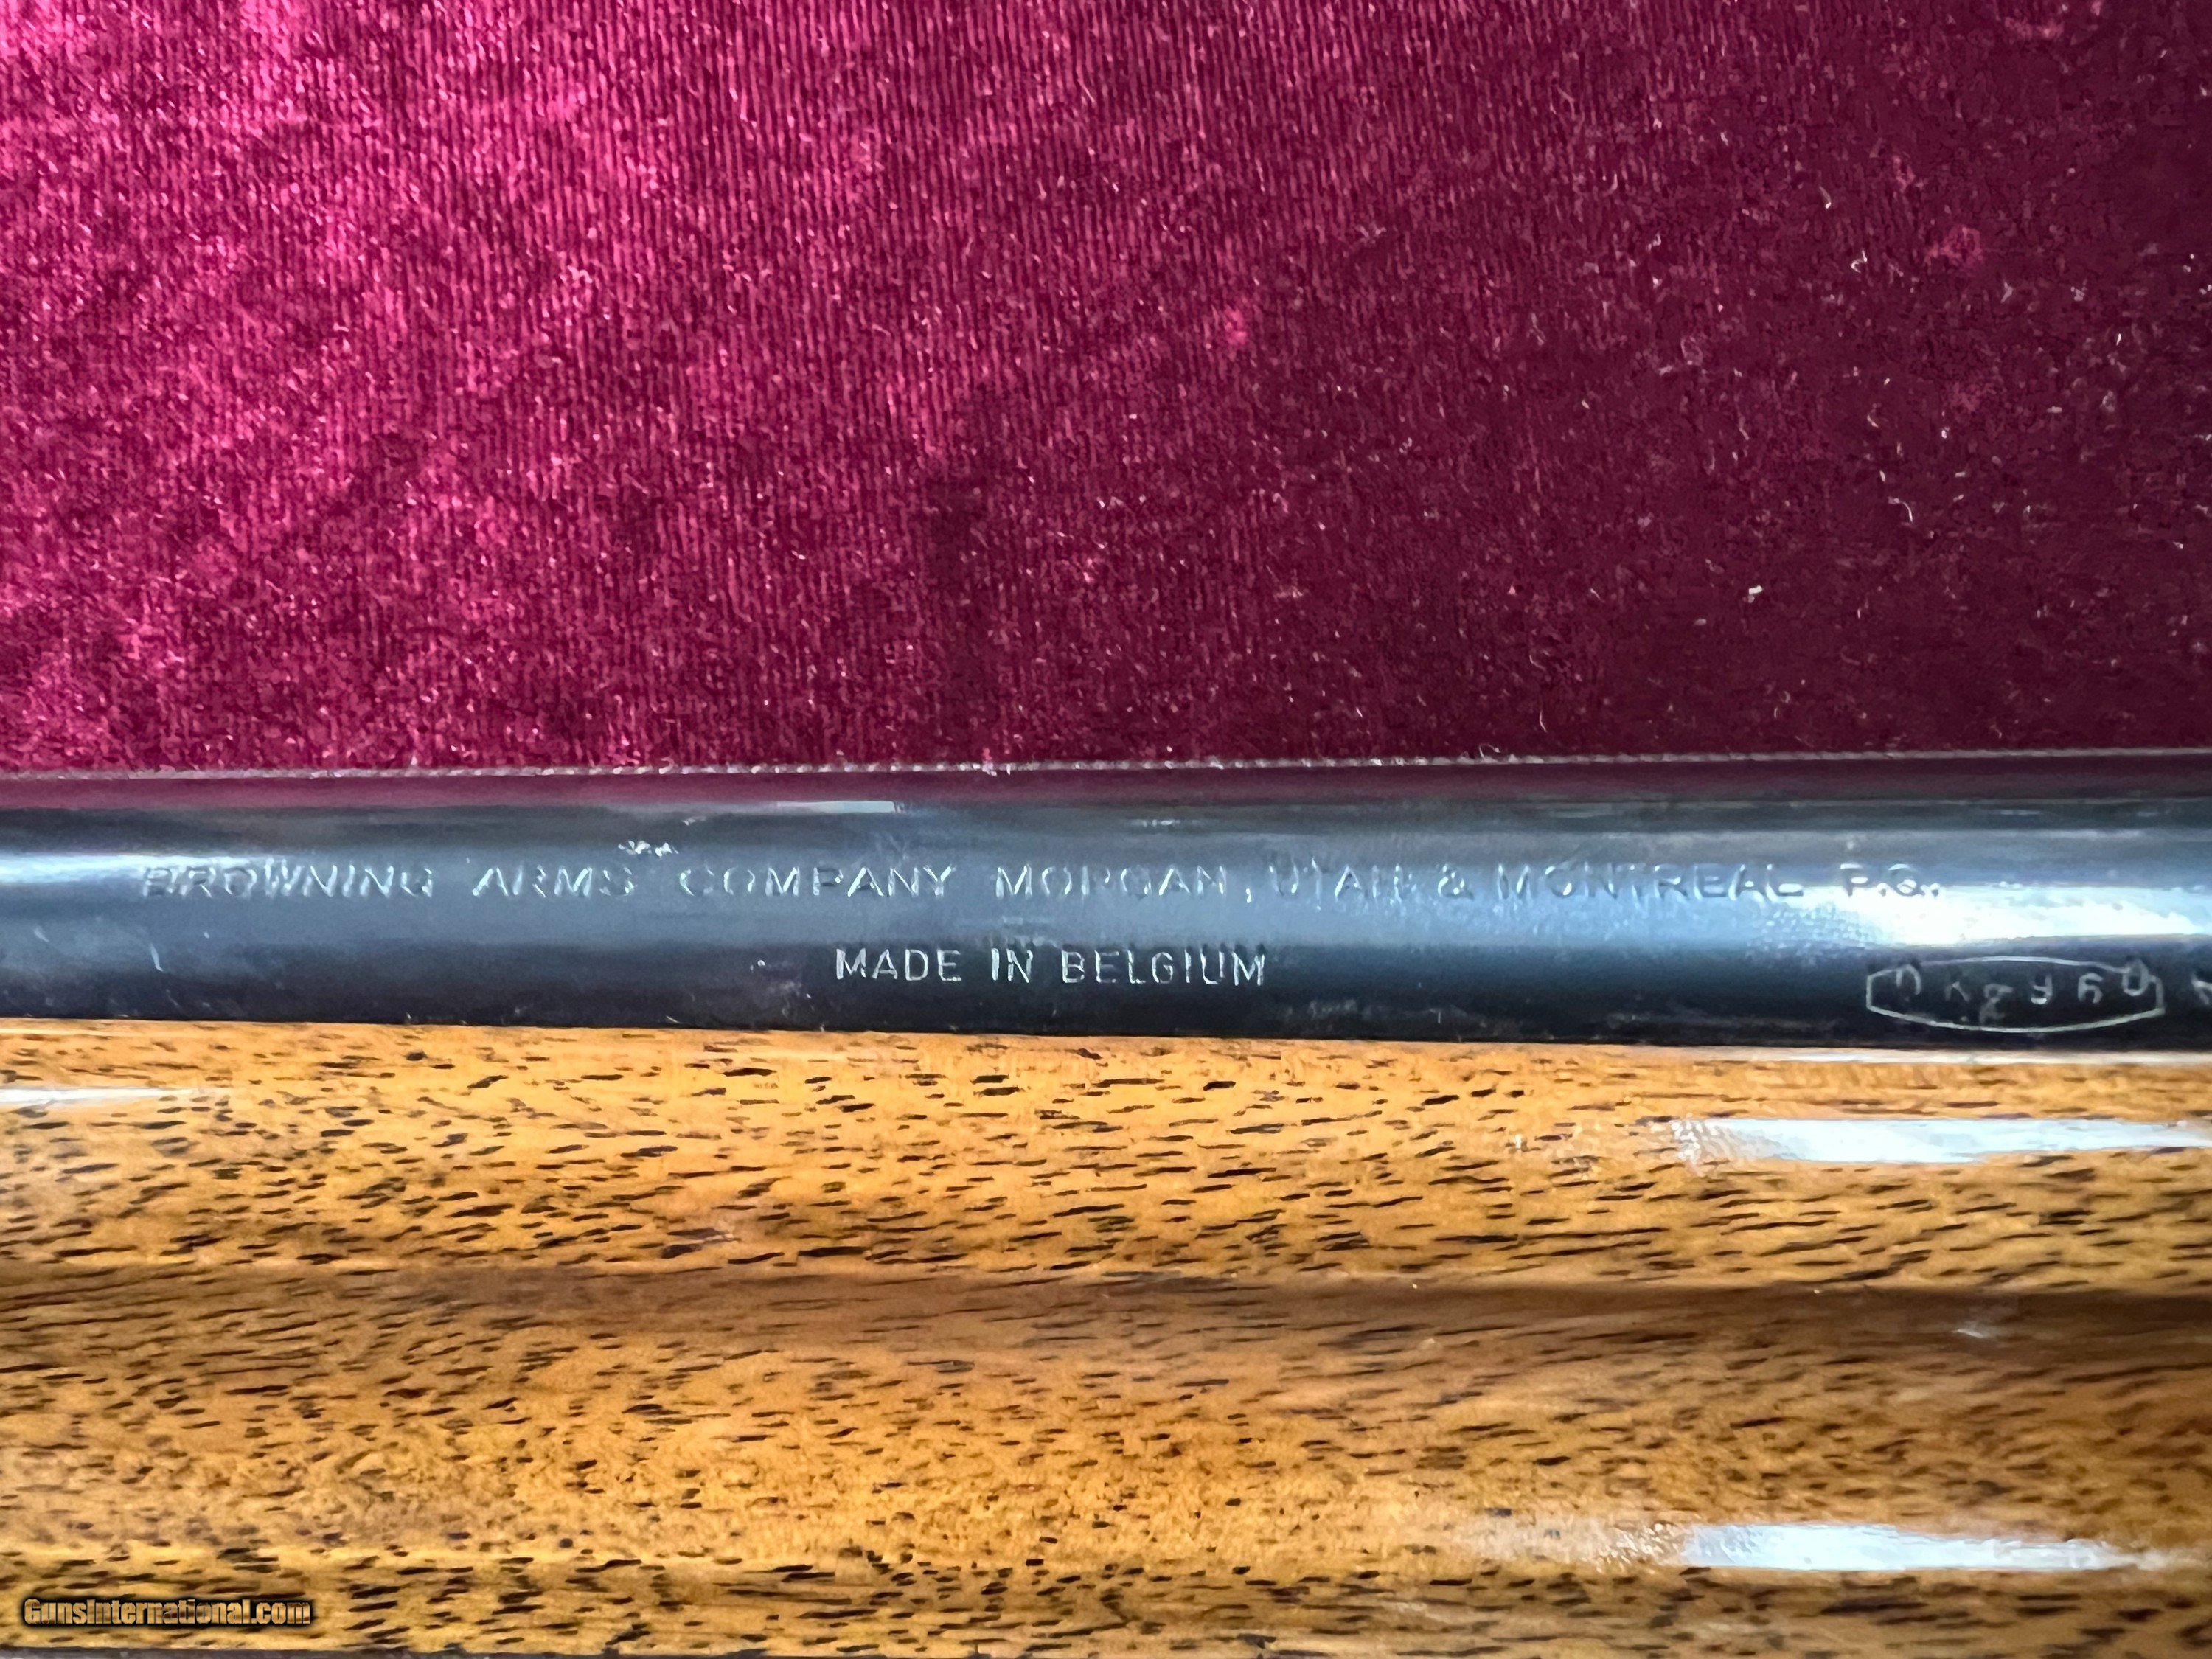 BROWNING ARMS COMPANY MORGAN, UTAH & MONTREAL P.Q.
MADE IN BELGIUM
GunsInternational.com